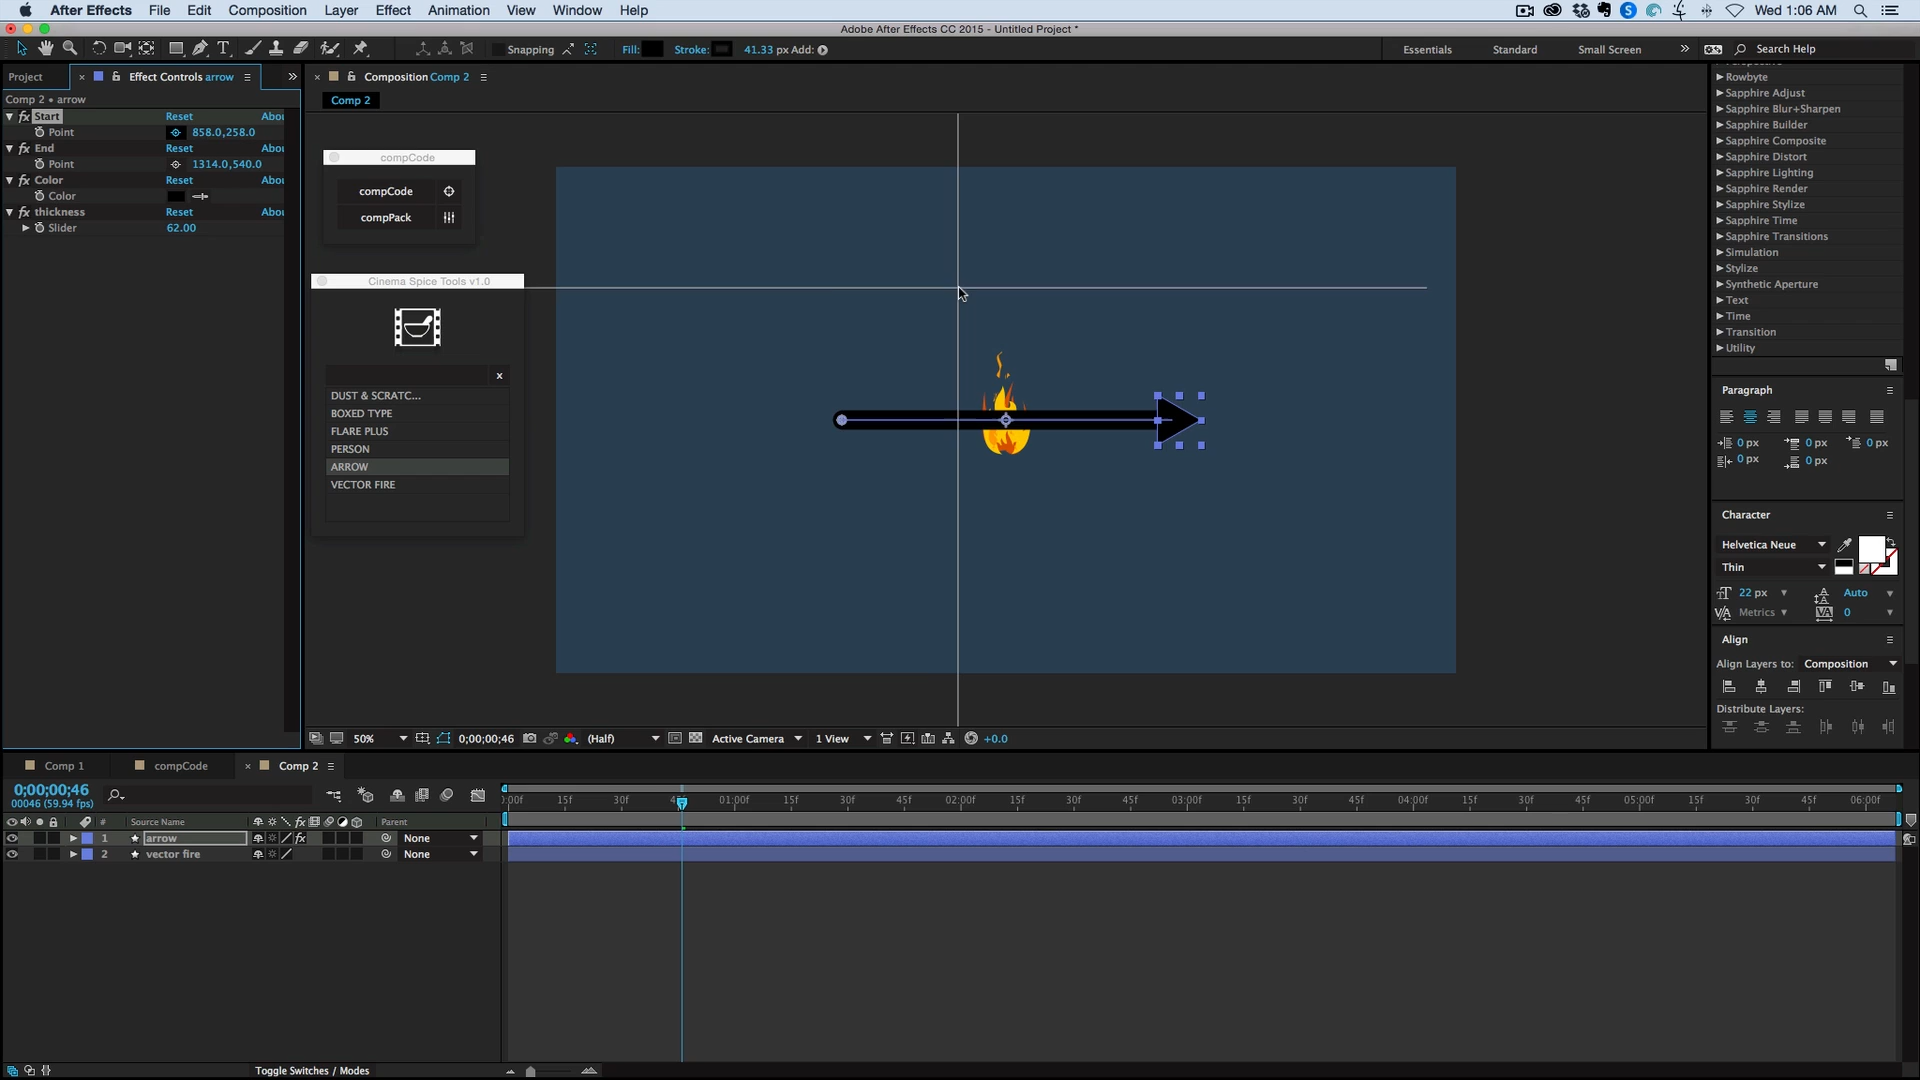 After Effects File Edit Composition Layer Effect Animation View Window Help Wed 1:06 AM
Adobe After Effects CC 2015 - Untitled Project *
Snapping Fill: Stroke: 41.33 px Add: Essentials Standard Small Screen Search Help
Project Effect Controls arrow Composition Comp 2
Comp 2 • arrow
Comp 2
fx Start Reset Abou
Point 858.0,258.0
fx End Reset Abou
Point 1314.0,540.0
fx Color Reset Abou
Color
fx thickness Reset Abou
Slider 62.00
compCode
compCode
compPack
Cinema Spice Tools v1.0
x
DUST & SCRATC...
BOXED TYPE
FLARE PLUS
PERSON
ARROW
VECTOR FIRE
Rowbyte
Sapphire Adjust
Sapphire Blur+Sharpen
Sapphire Builder
Sapphire Composite
Sapphire Distort
Sapphire Lighting
Sapphire Render
Sapphire Stylize
Sapphire Time
Sapphire Transitions
Simulation
Stylize
Synthetic Aperture
Text
Time
Transition
Utility
Paragraph
0 px 0 px 0 px
0 px 0 px
Character
Helvetica Neue
Thin
22 px Auto
Metrics 0
Align
Align Layers to: Composition
Distribute Layers:
50% 0;00;00;46 (Half) Active Camera 1 View +0.0
Comp 1 compCode Comp 2
0;00;00;46
00046 (59.94 fps)
:00f 15f 30f 45f 01:00f 15f 30f 45f 02:00f 15f 30f 45f 03:00f 15f 30f 45f 04:00f 15f 30f 45f 05:00f 15f 30f 45f 06:00f
# Source Name fx Parent
1 arrow fx None
2 vector fire None
Toggle Switches / Modes